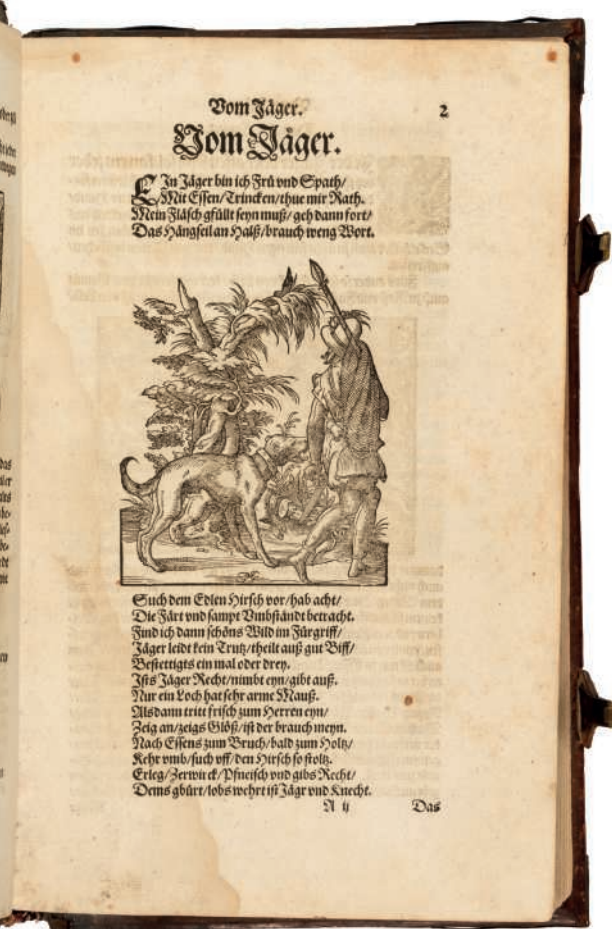 Vom Jäger.
2
Vom Jäger.
EIn Jäger bin ich Frü vnd Spath/
Mit Essen/Trincken/thue mir Rath.
Mein Fläsch gfüllt seyn muß/ geh dann fort/
Das Hängseil an Halß/brauch weng Wort.
Such dem Edlen Hirsch vor/hab acht/
Die Färt vnd sampt Vmbständt betracht.
Find ich dann schöns Wild im Fürgriff/
Jäger leidt kein Trutz/theilt auß gut Biff/
Bestettigts ein mal oder drey.
Ists Jäger Recht/nimbt eyn/gibt auß.
Nur ein Loch hat sehr arme Mauß.
Alsdann tritt frisch zum Herren eyn/
Zeig an/zeigs Glöß/ist der brauch meyn.
Nach Essens zum Bruch/bald zum Holtz/
Kehr vmb/such vff/den Hirsch so stoltz.
Erleg/Zerwirck/Pfneisch vnd gibs Recht/
Dems gbürt/lobs wehrt ist Jägr vnd Knecht.
A ij
Das